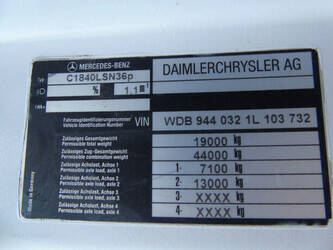 MERCEDES-BENZ
DAIMLERCHRYSLER AG
Typ C1840LSN36p
% 1.1 m-1
Fahrzeugidentifizierungsnummer
Vehicle Identification Number
VIN WDB 944 032 1L 103 732
Zulässiges Gesamtgewicht
Permissible total weight
19000 kg
Zulässiges Zug-Gesamtgewicht
Permissible combination weight
44000 kg
Zulässige Achslast, Achse 1
Permissible axle load, axle 1
1- 7100 kg
Zulässige Achslast, Achse 2
Permissible axle load, axle 2
2- 13000 kg
Zulässige Achslast, Achse 3
Permissible axle load, axle 3
3- XXXX kg
Zulässige Achslast, Achse 4
Permissible axle load, axle 4
4- XXXX kg
Made in Germany